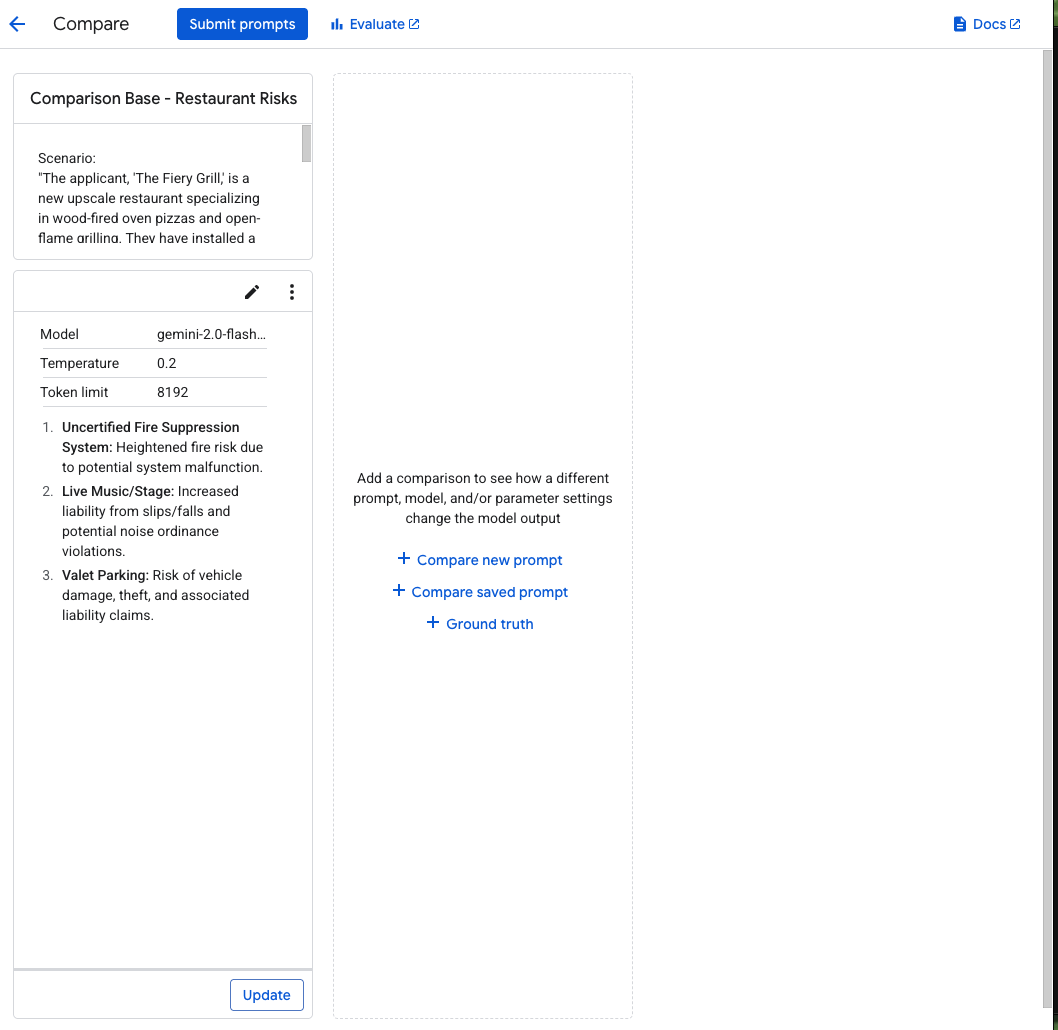 Compare
Submit prompts
Evaluate
Docs
Comparison Base - Restaurant Risks
Scenario:
"The applicant, 'The Fiery Grill,' is a
new upscale restaurant specializing
in wood-fired oven pizzas and open-
flame grilling. They have installed a
Model gemini-2.0-flash...
Temperature 0.2
Token limit 8192
1. Uncertified Fire Suppression
System: Heightened fire risk due
to potential system malfunction.
2. Live Music/Stage: Increased
liability from slips/falls and
potential noise ordinance
violations.
3. Valet Parking: Risk of vehicle
damage, theft, and associated
liability claims.
Update
Add a comparison to see how a different
prompt, model, and/or parameter settings
change the model output
+ Compare new prompt
+ Compare saved prompt
+ Ground truth